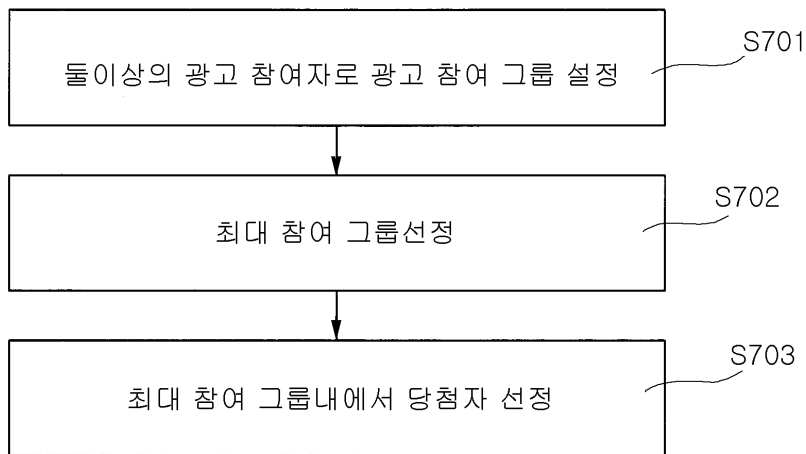 S701
둘이상의 광고 참여자로 광고 참여 그룹 설정
S702
최대 참여 그룹선정
S703
최대 참여 그룹내에서 당첨자 선정